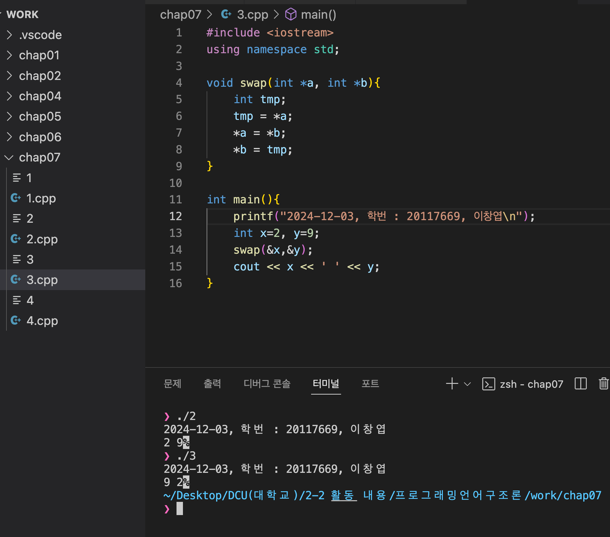 WORK
.vscode
chap01
chap02
chap04
chap05
chap06
chap07
1
1.cpp
2
2.cpp
3
3.cpp
4
4.cpp
chap07 > 3.cpp > main()
1 #include <iostream>
2 using namespace std;
3
4 void swap(int *a, int *b){
5 int tmp;
6 tmp = *a;
7 *a = *b;
8 *b = tmp;
9 }
10
11 int main(){
12 printf("2024-12-03, 학번 : 20117669, 이창엽\n");
13 int x=2, y=9;
14 swap(&x,&y);
15 cout << x << ' ' << y;
16 }
문제 출력 디버그 콘솔 터미널 포트 zsh - chap07
❯ ./2
2024-12-03, 학번 : 20117669, 이창엽
2 9%
❯ ./3
2024-12-03, 학번 : 20117669, 이창엽
9 2%
~/Desktop/DCU(대학교)/2-2 활동 내용/프로그래밍언어구조론/work/chap07
❯